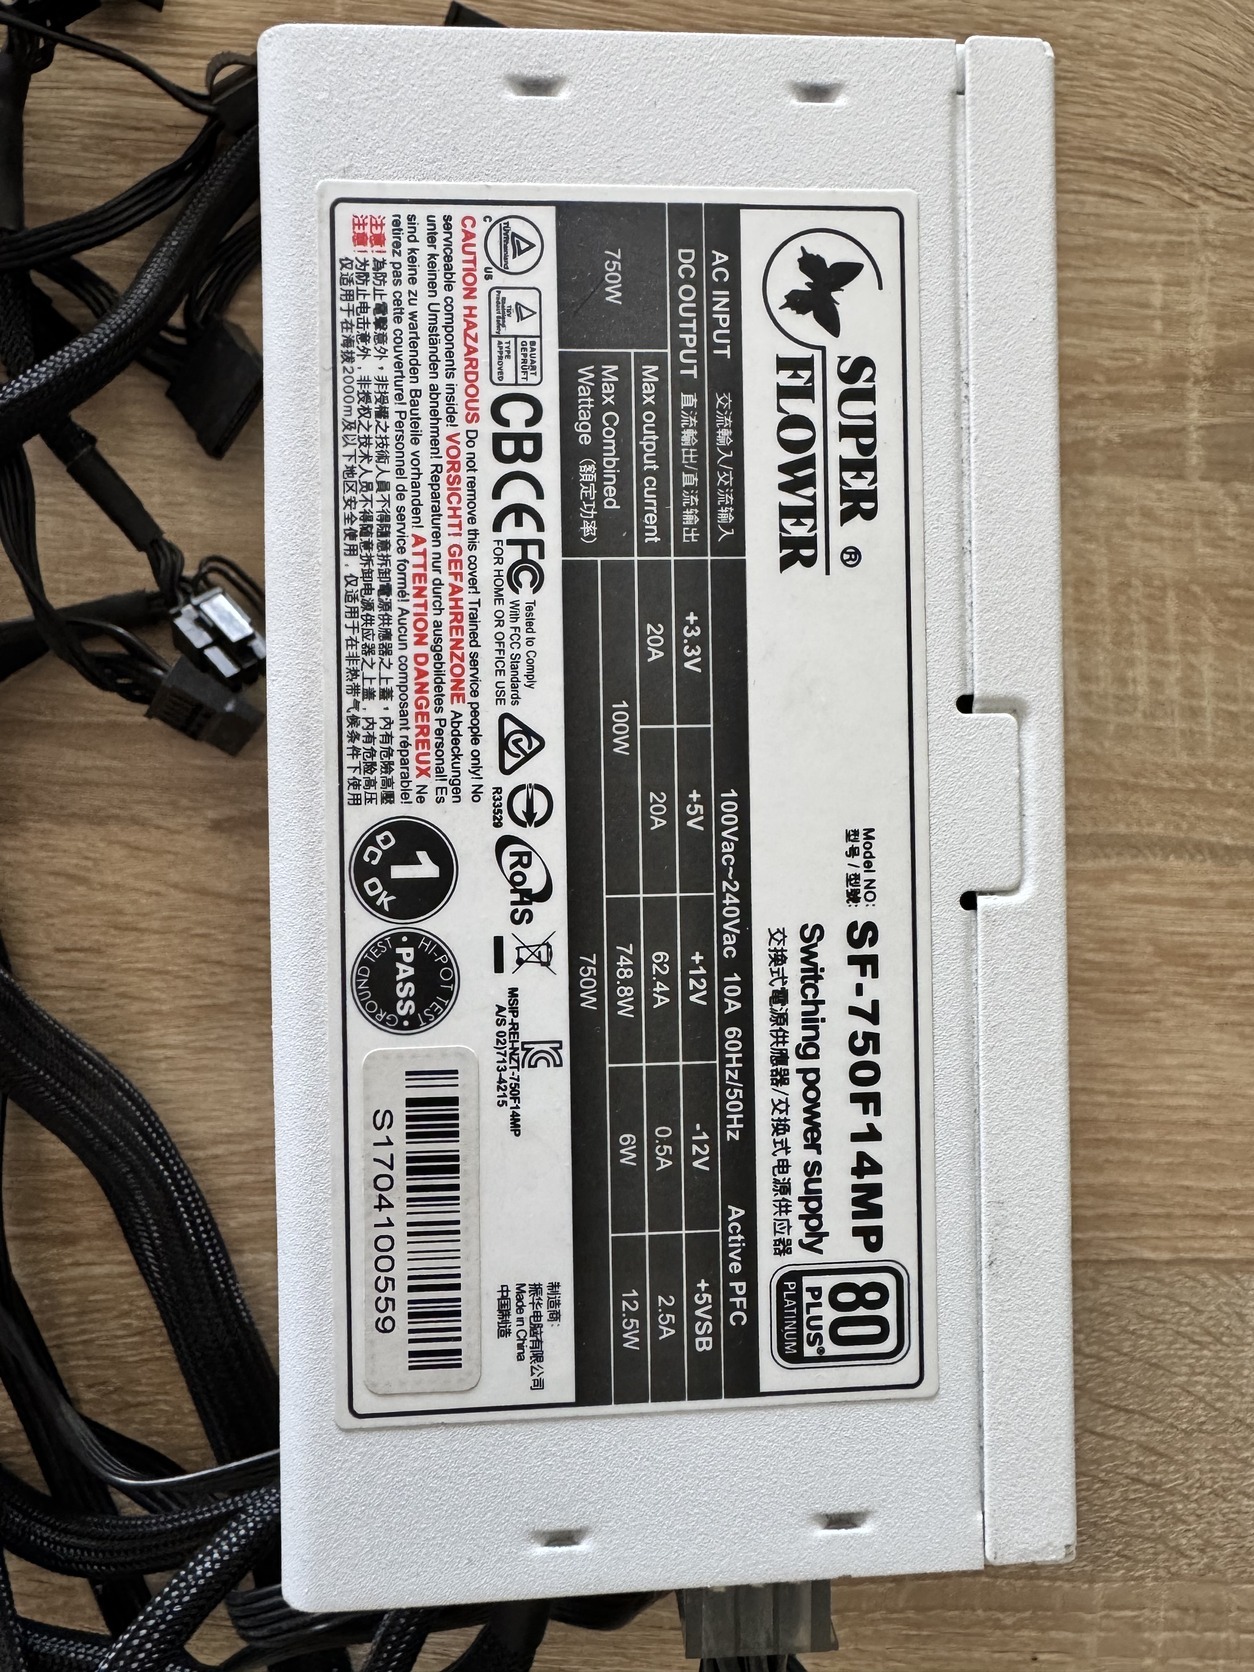 SUPER
FLOWER ®
Model NO:
型号 / 型號:
SF-750F14MP
Switching power supply
交換式電源供應器/交换式电源供应器
80
PLUS®
PLATINUM
AC INPUT 交流輸入/交流输入 100Vac~240Vac 10A 60Hz/50Hz Active PFC
DC OUTPUT 直流輸出/直流输出 +3.3V +5V +12V -12V +5VSB
750W
Max output current 20A 20A 62.4A 0.5A 2.5A
Max Combined
Wattage (額定功率)
100W 748.8W 6W 12.5W
750W
TÜVRheinland
C US
BAUART
GEPRÜFT
TYPE
APPROVED
CB CE FC
Tested to Comply
With FCC Standards
FOR HOME OR OFFICE USE
R33529
RoHS
MSIP-REI-NZT-750F14MP
A/S 02)713-4215
制造商:
振华电脑有限公司
Made in China
中国制造
CAUTION HAZARDOUS Do not remove this cover! Trained service people only! No
serviceable components inside! VORSICHT! GEFAHRENZONE Abdeckungen
unter keinen Umständen abnehmen! Reparaturen nur durch ausgebildetes Personal! Es
sind keine zu wartenden Bauteile vorhanden! ATTENTION DANGEREUX Ne
retirez pas cette couverture! Personnel de service formé! Aucun composant réparable!
注意! 為防止電擊意外，非授權之技術人員不得隨意拆卸電源供應器之上蓋，內有危險高壓
注意! 为防止电击意外，非授权之技术人员不得随意拆卸电源供应器之上盖，内有危险高压
仅适用于在海拔2000m及以下地区安全使用，仅适用于在非热带气候条件下使用
1
QC OK
HI-POT TEST
PASS
GROUND TEST
S1704100559